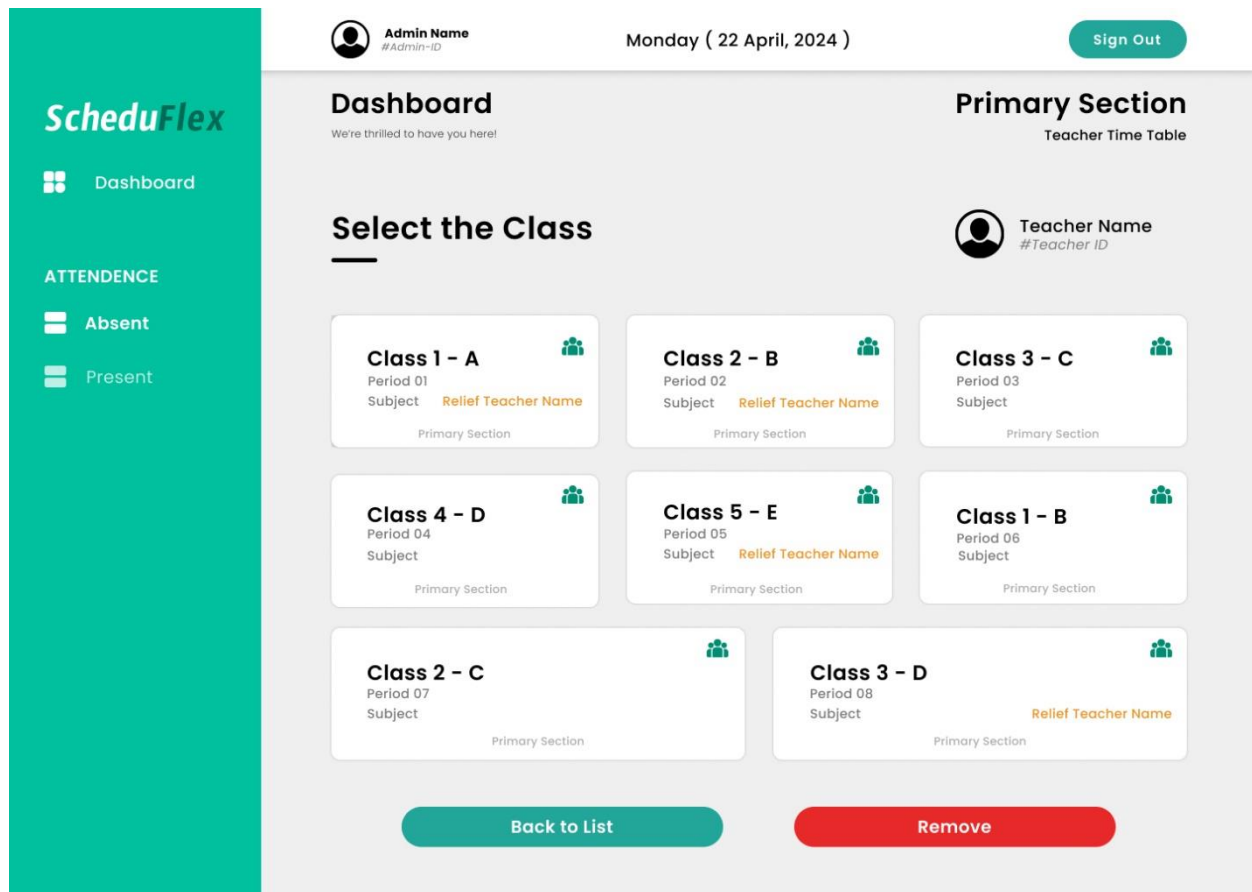 Admin Name
#Admin-ID
Monday ( 22 April, 2024 )
Sign Out
ScheduFlex
Dashboard
ATTENDENCE
Absent
Present
Dashboard
We're thrilled to have you here!
Primary Section
Teacher Time Table
Select the Class
Teacher Name
#Teacher ID
Class 1 - A
Period 01
Subject Relief Teacher Name
Primary Section
Class 2 - B
Period 02
Subject Relief Teacher Name
Primary Section
Class 3 - C
Period 03
Subject
Primary Section
Class 4 - D
Period 04
Subject
Primary Section
Class 5 - E
Period 05
Subject Relief Teacher Name
Primary Section
Class 1 - B
Period 06
Subject
Primary Section
Class 2 - C
Period 07
Subject
Primary Section
Class 3 - D
Period 08
Subject Relief Teacher Name
Primary Section
Back to List
Remove